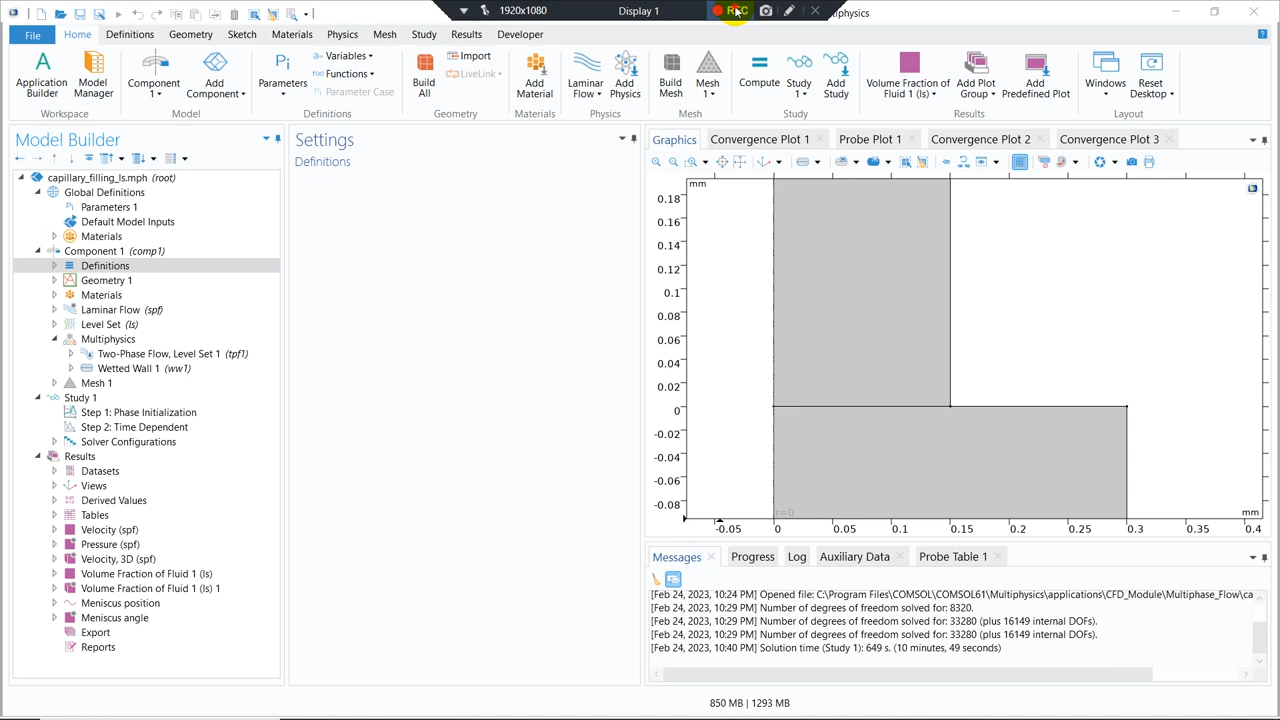 1920x1080
Display 1
REC
ultiphysics
File
Home
Definitions
Geometry
Sketch
Materials
Physics
Mesh
Study
Results
Developer
Application Builder
Model Manager
Workspace
Component 1
Add Component
Model
Parameters
a= Variables
f(x) Functions
Pi Parameter Case
Definitions
Build All
Import
LiveLink
Geometry
Add Material
Materials
Laminar Flow
Add Physics
Physics
Build Mesh
Mesh 1
Mesh
Compute
Study 1
Add Study
Study
Volume Fraction of Fluid 1 (ls)
Add Plot Group
Add Predefined Plot
Results
Windows
Reset Desktop
Layout
Model Builder
capillary_filling_ls.mph (root)
Global Definitions
Parameters 1
Default Model Inputs
Materials
Component 1 (comp1)
Definitions
Geometry 1
Materials
Laminar Flow (spf)
Level Set (ls)
Multiphysics
Two-Phase Flow, Level Set 1 (tpf1)
Wetted Wall 1 (ww1)
Mesh 1
Study 1
Step 1: Phase Initialization
Step 2: Time Dependent
Solver Configurations
Results
Datasets
Views
Derived Values
Tables
Velocity (spf)
Pressure (spf)
Velocity, 3D (spf)
Volume Fraction of Fluid 1 (ls)
Volume Fraction of Fluid 1 (ls) 1
Meniscus position
Meniscus angle
Export
Reports
Settings
Definitions
Graphics
Convergence Plot 1
Probe Plot 1
Convergence Plot 2
Convergence Plot 3
mm
0.18
0.16
0.14
0.12
0.1
0.08
0.06
0.04
0.02
0
-0.02
-0.04
-0.06
-0.08
r=0
mm
-0.05
0
0.05
0.1
0.15
0.2
0.25
0.3
0.35
0.4
Messages
Progress
Log
Auxiliary Data
Probe Table 1
[Feb 24, 2023, 10:24 PM] Opened file: C:\Program Files\COMSOL\COMSOL61\Multiphysics\applications\CFD_Module\Multiphase_Flow\ca
[Feb 24, 2023, 10:29 PM] Number of degrees of freedom solved for: 8320.
[Feb 24, 2023, 10:29 PM] Number of degrees of freedom solved for: 33280 (plus 16149 internal DOFs).
[Feb 24, 2023, 10:29 PM] Number of degrees of freedom solved for: 33280 (plus 16149 internal DOFs).
[Feb 24, 2023, 10:40 PM] Solution time (Study 1): 649 s. (10 minutes, 49 seconds)
850 MB | 1293 MB